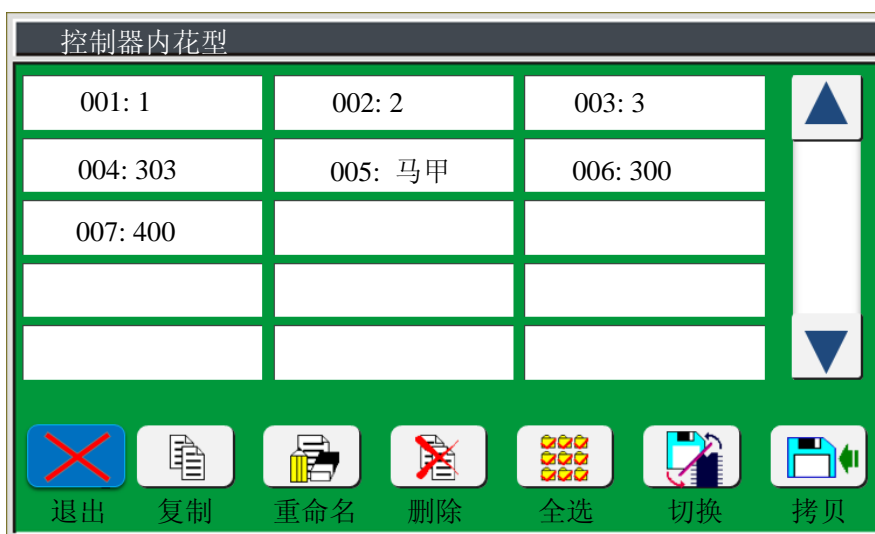 控制器内花型
001: 1 002: 2 003: 3
004: 303 005: 马甲 006: 300
007: 400
退出 复制 重命名 删除 全选 切换 拷贝